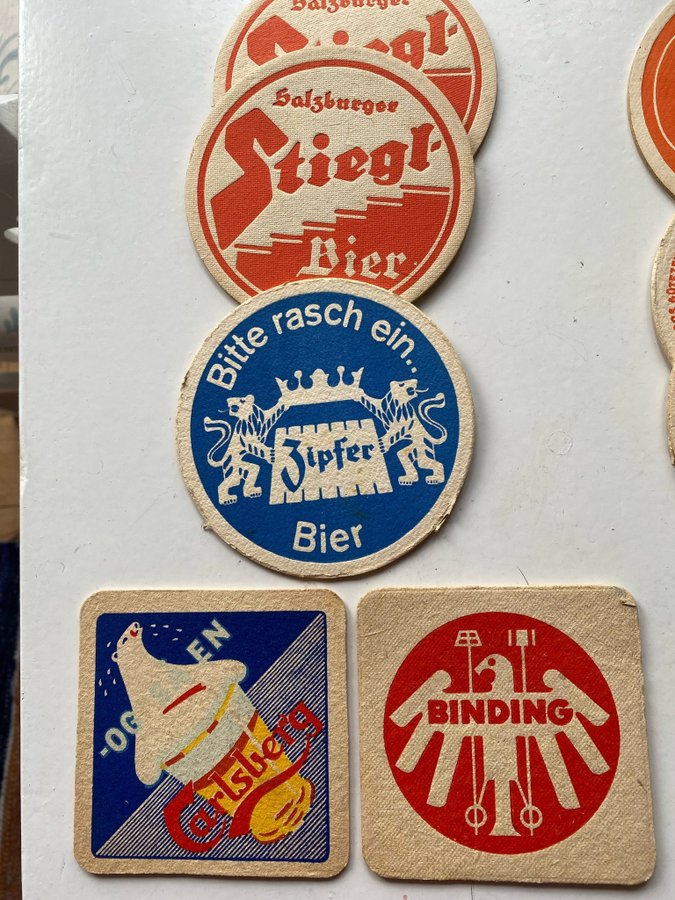 Salzburger
Stiegl-
Salzburger
Stiegl-
Bier
Bitte rasch ein..
Zipfer
Bier
Carlsberg
BINDING